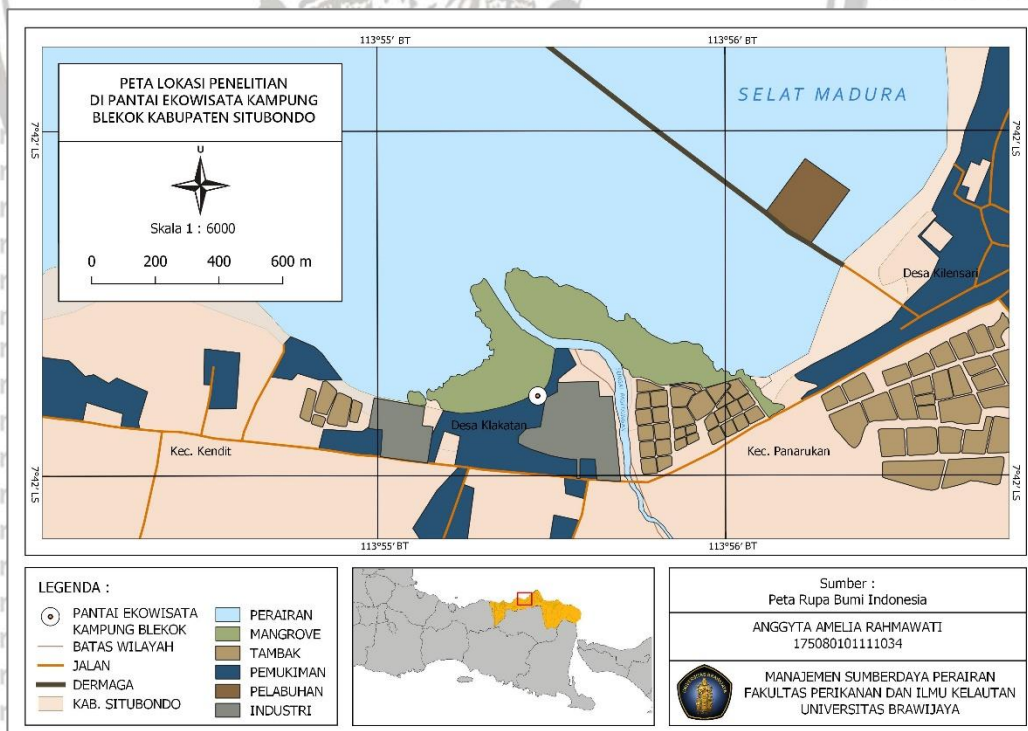 PETA LOKASI PENELITIAN
DI PANTAI EKOWISATA KAMPUNG
BLEKOK KABUPATEN SITUBONDO
U
Skala 1 : 6000
0 200 400 600 m
113°55' BT
113°56' BT
7°42' LS
7°42' LS
SELAT MADURA
Desa Kilensari
Desa Klakatan
Kec. Kendit
Kec. Panarukan
7°42' LS
7°42' LS
113°55' BT
113°56' BT
LEGENDA :
PANTAI EKOWISATA
KAMPUNG BLEKOK
BATAS WILAYAH
JALAN
DERMAGA
KAB. SITUBONDO
PERAIRAN
MANGROVE
TAMBAK
PEMUKIMAN
PELABUHAN
INDUSTRI
Sumber :
Peta Rupa Bumi Indonesia
ANGGYTA AMELIA RAHMAWATI
175080101111034
UNIVERSITAS BRAWIJAYA
MANAJEMEN SUMBERDAYA PERAIRAN
FAKULTAS PERIKANAN DAN ILMU KELAUTAN
UNIVERSITAS BRAWIJAYA